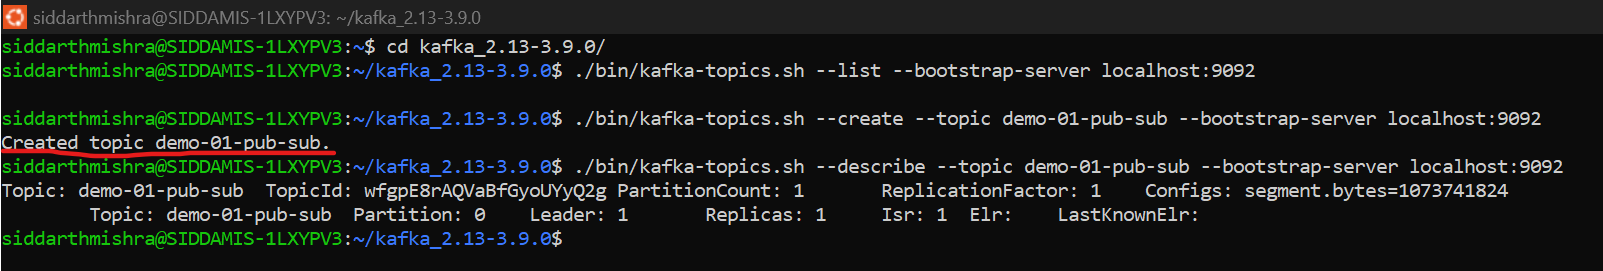 siddarthmishra@SIDDAMIS-1LXYPV3: ~/kafka_2.13-3.9.0
siddarthmishra@SIDDAMIS-1LXYPV3:~$ cd kafka_2.13-3.9.0/
siddarthmishra@SIDDAMIS-1LXYPV3:~/kafka_2.13-3.9.0$ ./bin/kafka-topics.sh --list --bootstrap-server localhost:9092
siddarthmishra@SIDDAMIS-1LXYPV3:~/kafka_2.13-3.9.0$ ./bin/kafka-topics.sh --create --topic demo-01-pub-sub --bootstrap-server localhost:9092
Created topic demo-01-pub-sub.
siddarthmishra@SIDDAMIS-1LXYPV3:~/kafka_2.13-3.9.0$ ./bin/kafka-topics.sh --describe --topic demo-01-pub-sub --bootstrap-server localhost:9092
Topic: demo-01-pub-sub  TopicId: wfgpE8rAQVaBfGyoUYyQ2g PartitionCount: 1       ReplicationFactor: 1    Configs: segment.bytes=1073741824
        Topic: demo-01-pub-sub  Partition: 0    Leader: 1       Replicas: 1     Isr: 1  Elr:    LastKnownElr:
siddarthmishra@SIDDAMIS-1LXYPV3:~/kafka_2.13-3.9.0$